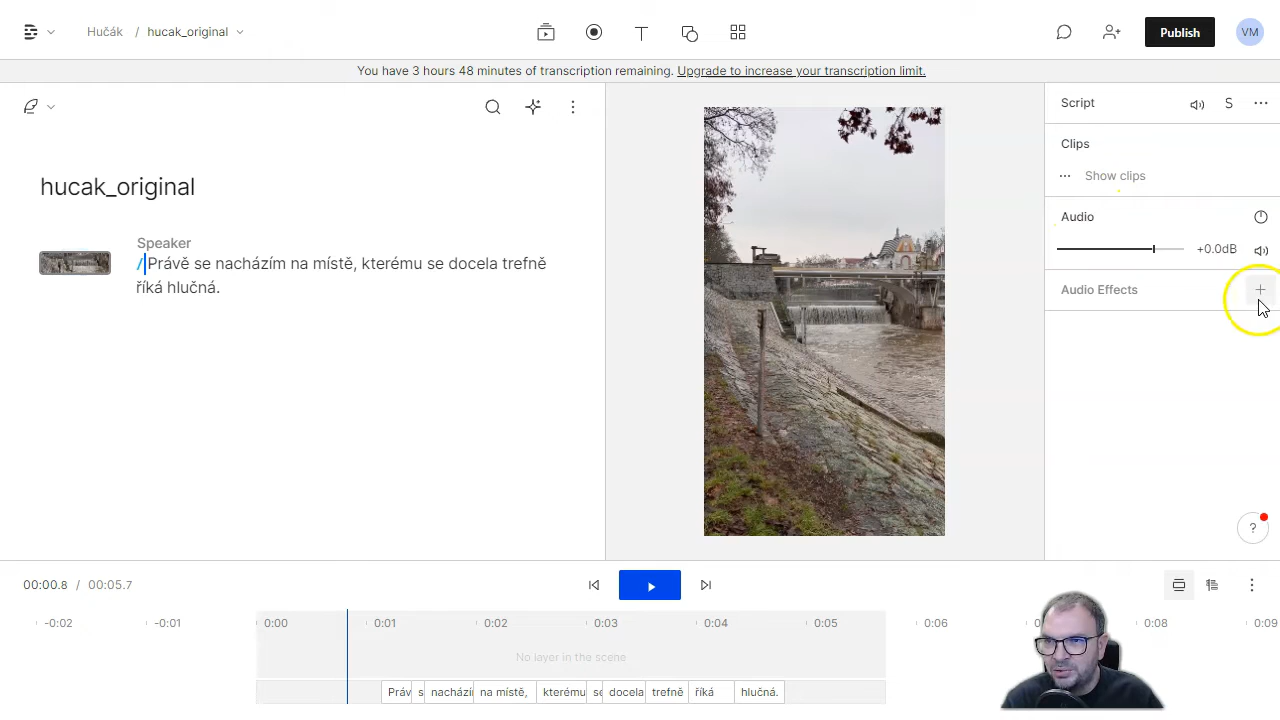 Hučák / hucak_original
T
Publish
VM
You have 3 hours 48 minutes of transcription remaining. Upgrade to increase your transcription limit.
Script
S
Clips
Show clips
Audio
+0.0dB
Audio Effects
hucak_original
Speaker
/ Právě se nacházím na místě, kterému se docela trefně
říká hlučná.
?
00:00.8 / 00:05.7
-0:02 -0:01 0:00 0:01 0:02 0:03 0:04 0:05 0:06 0:08 0:09
No layer in the scene
Práv s nacházi na místě, kterému se docela trefně říká hlučná.